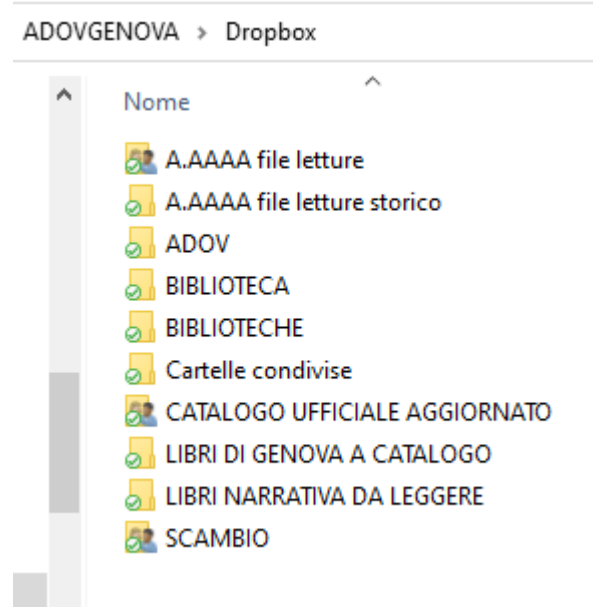 ADOVGENOVA > Dropbox
Nome
A.AAAA file letture
A.AAAA file letture storico
ADOV
BIBLIOTECA
BIBLIOTECHE
Cartelle condivise
CATALOGO UFFICIALE AGGIORNATO
LIBRI DI GENOVA A CATALOGO
LIBRI NARRATIVA DA LEGGERE
SCAMBIO